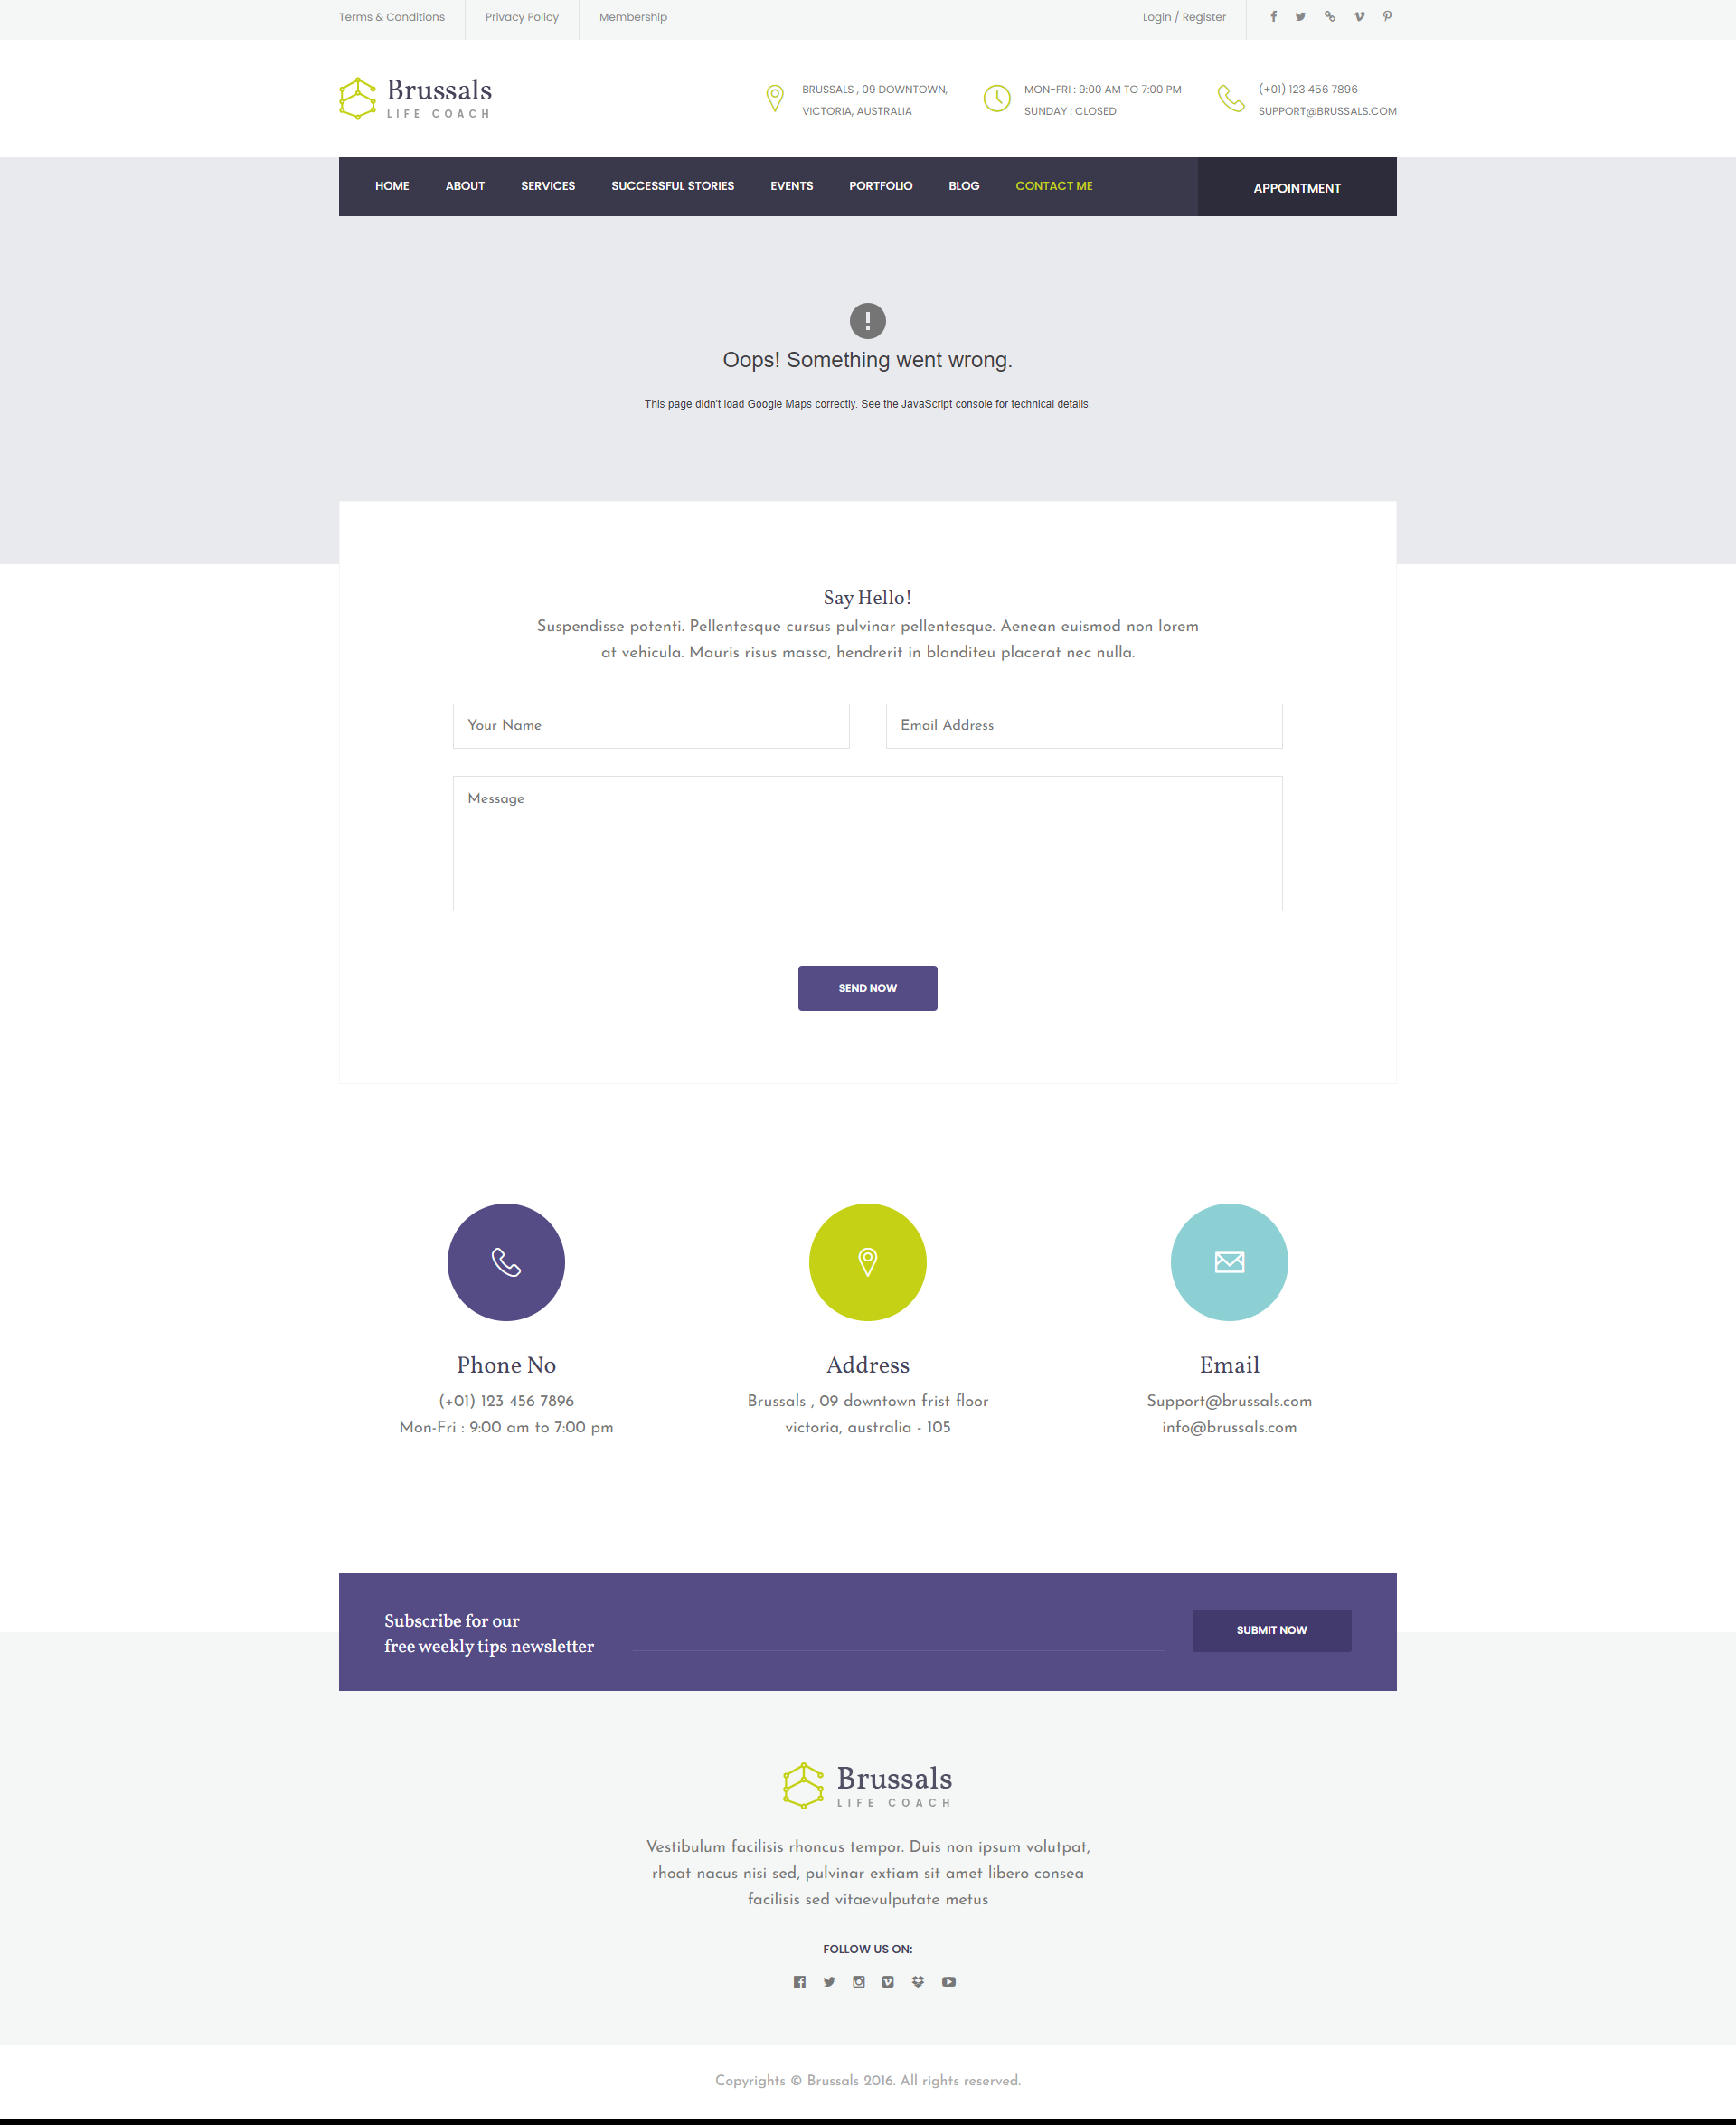 Terms & Conditions
Privacy Policy
Membership
Login / Register
Brussals
LIFE COACH
BRUSSALS , 09 DOWNTOWN,
VICTORIA, AUSTRALIA
MON-FRI : 9:00 AM TO 7:00 PM
SUNDAY : CLOSED
(+01) 123 456 7896
SUPPORT@BRUSSALS.COM
HOME
ABOUT
SERVICES
SUCCESSFUL STORIES
EVENTS
PORTFOLIO
BLOG
CONTACT ME
APPOINTMENT
Oops! Something went wrong.
This page didn't load Google Maps correctly. See the JavaScript console for technical details.
Say Hello!
Suspendisse potenti. Pellentesque cursus pulvinar pellentesque. Aenean euismod non lorem
at vehicula. Mauris risus massa, hendrerit in blanditeu placerat nec nulla.
Your Name
Email Address
Message
SEND NOW
Phone No
(+01) 123 456 7896
Mon-Fri : 9:00 am to 7:00 pm
Address
Brussals , 09 downtown frist floor
victoria, australia - 105
Email
Support@brussals.com
info@brussals.com
Subscribe for our
free weekly tips newsletter
SUBMIT NOW
Brussals
LIFE COACH
Vestibulum facilisis rhoncus tempor. Duis non ipsum volutpat,
rhoat nacus nisi sed, pulvinar extiam sit amet libero consea
facilisis sed vitaevulputate metus
FOLLOW US ON:
Copyrights © Brussals 2016. All rights reserved.